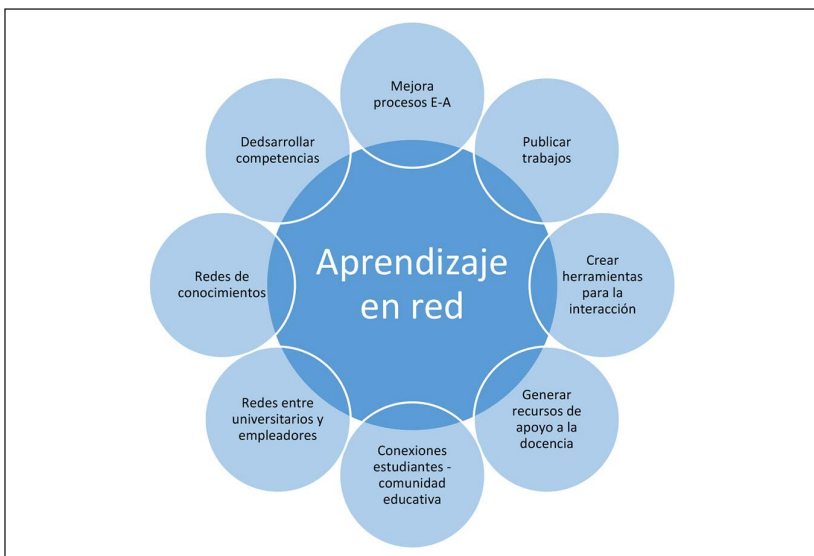 Mejora
procesos E-A
Publicar
trabajos
Crear
herramientas
para la
interacción
Generar
recursos de
apoyo a la
docencia
Conexiones
estudiantes -
comunidad
educativa
Redes entre
universitarios y
empleadores
Redes de
conocimientos
Dedsarrollar
competencias
Aprendizaje
en red